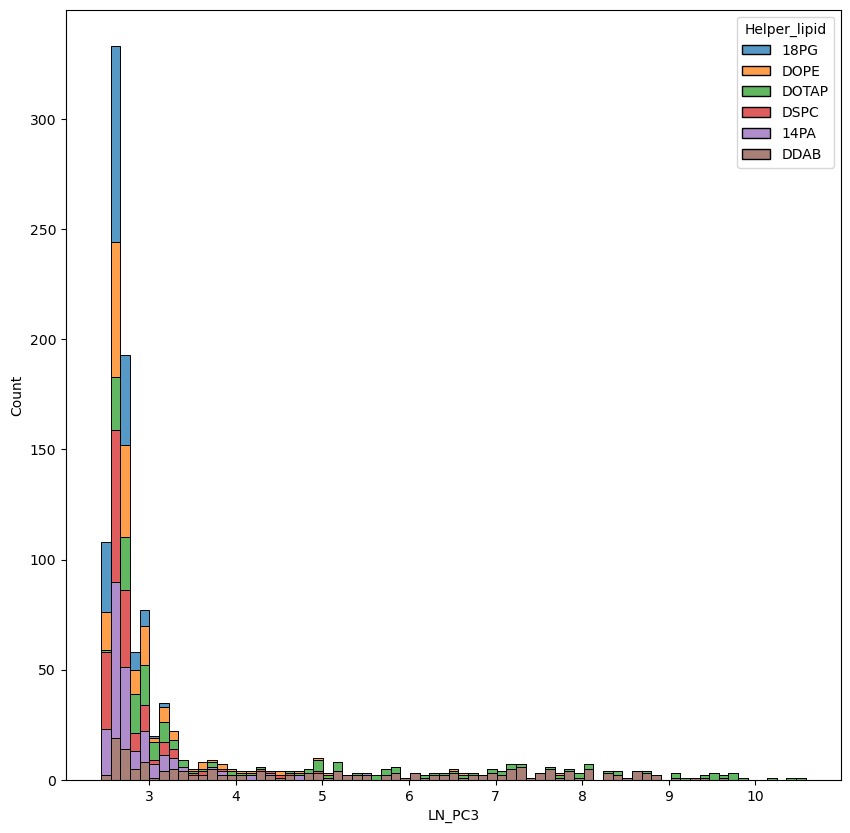 Helper_lipid
18PG
DOPE
DOTAP
DSPC
14PA
DDAB
Count
300
250
200
150
100
50
0
3 4 5 6 7 8 9 10
LN_PC3